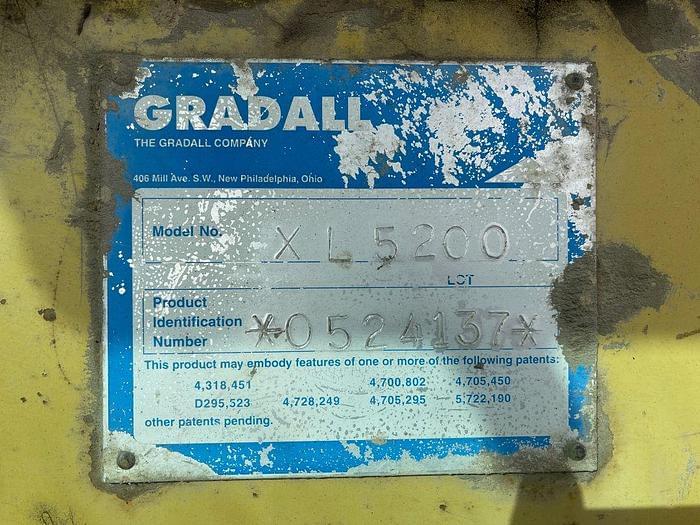 GRADALL
THE GRADALL COMPANY
406 Mill Ave. S.W., New Philadelphia, Ohio
Model No. XL5200
LOT
Product
Identification
Number *0524137*
This product may embody features of one or more of the following patents:
4,318,451 4,700,802 4,705,450
D295,523 4,728,249 4,705,295 5,722,190
other patents pending.